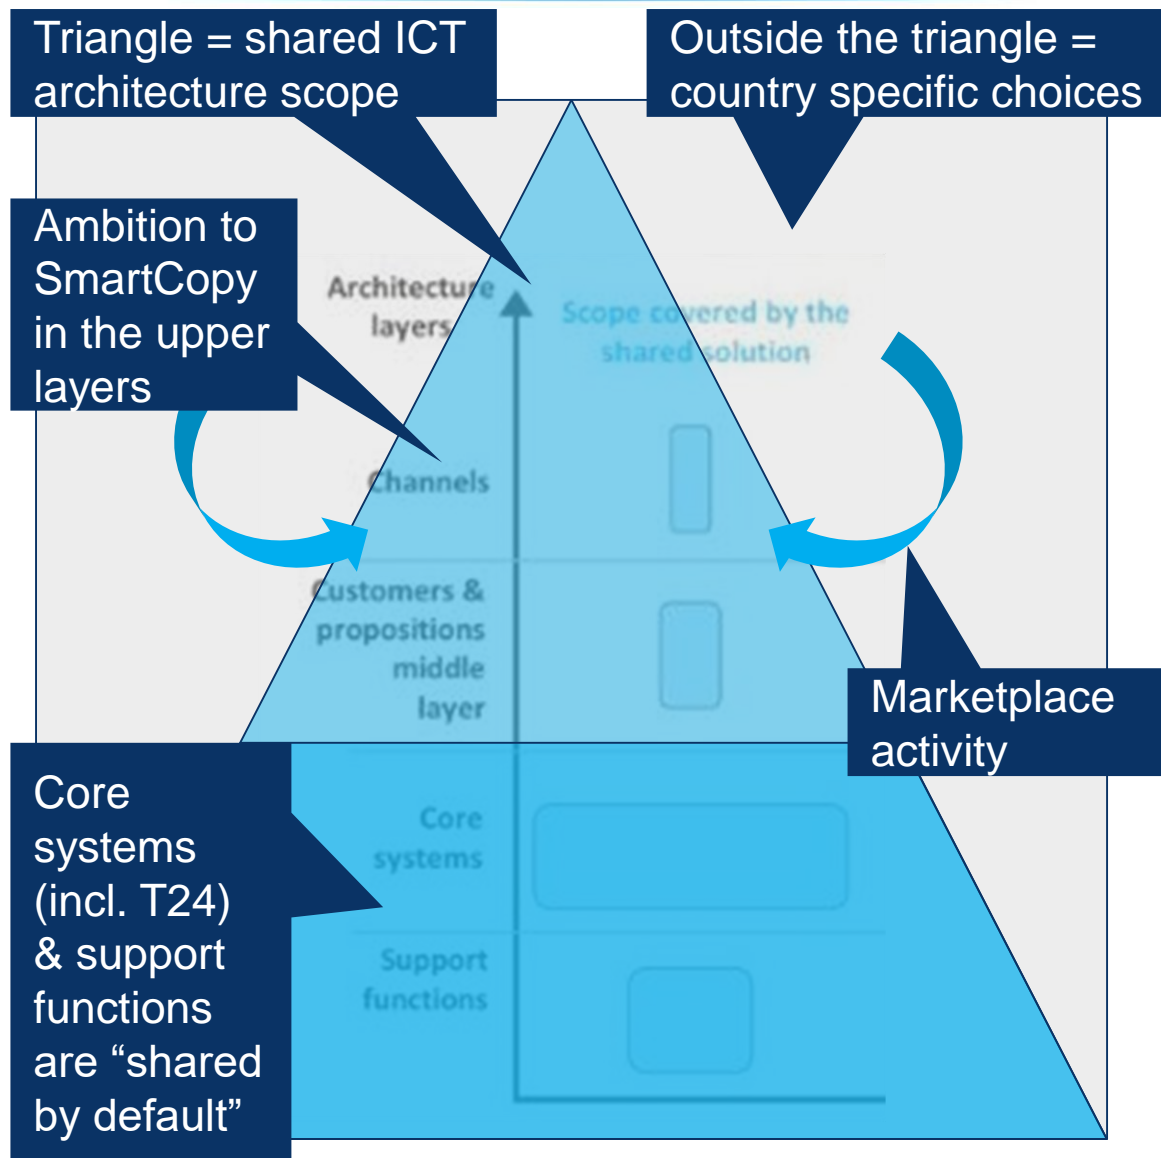 Triangle = shared ICT
architecture scope
Outside the triangle =
country specific choices
Ambition to
SmartCopy
in the upper
layers
Architecture
layers
Scope covered by the
shared solution
Channels
Customers &
propositions
middle
layer
Marketplace
activity
Core
systems
(incl. T24)
& support
functions
are “shared
by default”
Core
systems
Support
functions